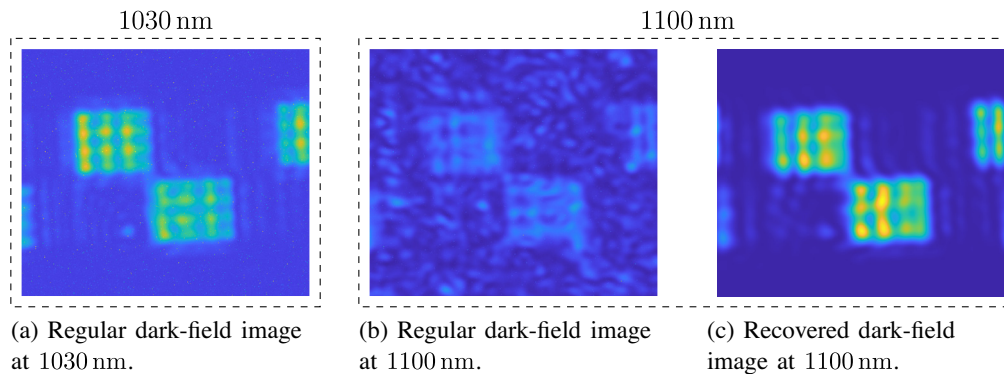 1030 nm
1100 nm
(a) Regular dark-field image
at 1030 nm.
(b) Regular dark-field image
at 1100 nm.
(c) Recovered dark-field
image at 1100 nm.